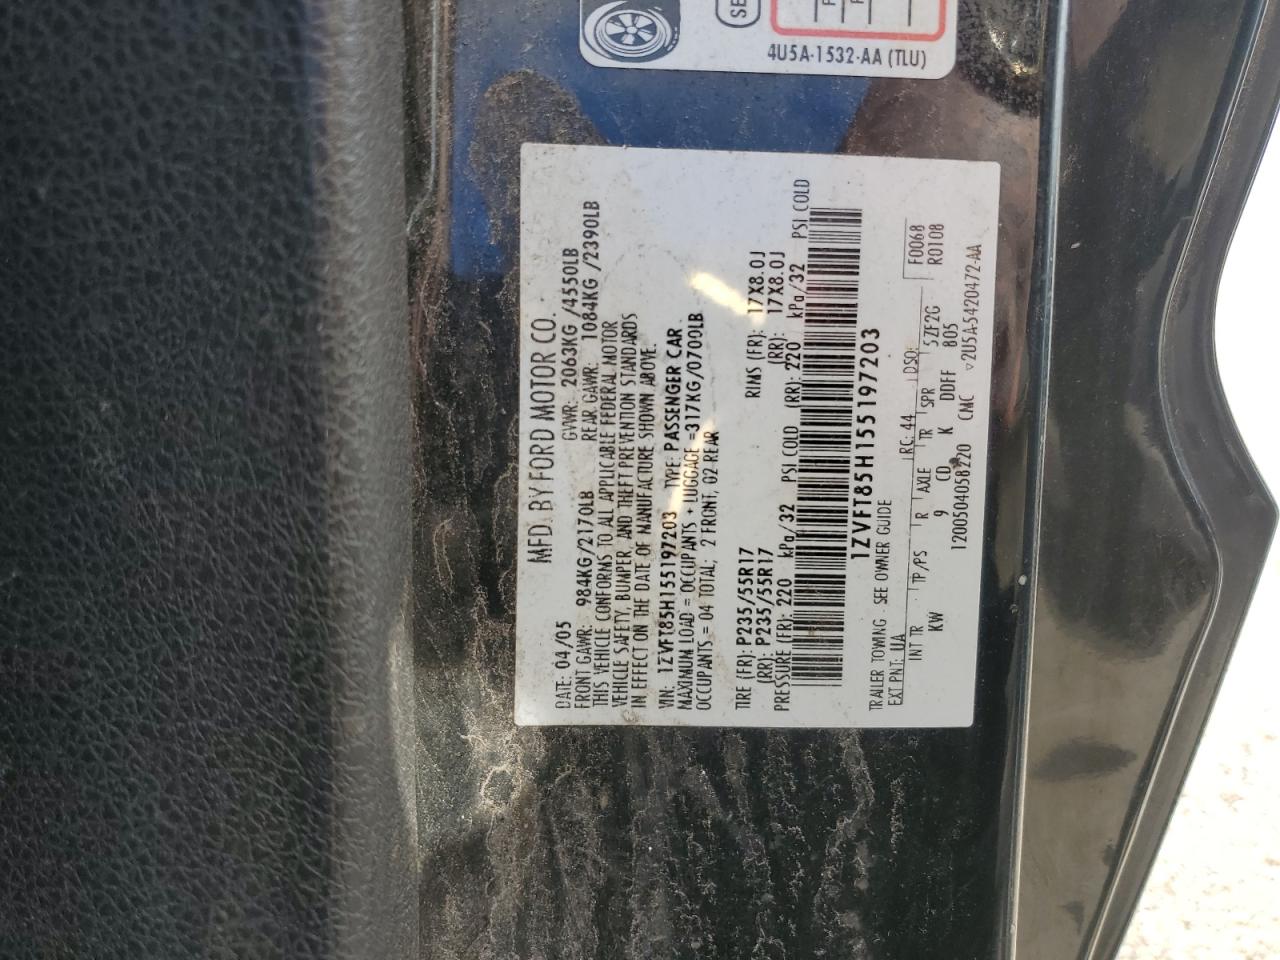 SE
4U5A-1532-AA (TLU)
MFD. BY FORD MOTOR CO.
DATE: 04/05 GVWR: 2063KG /4550LB
FRONT GAWR: 984KG/2170LB REAR GAWR: 1084KG /2390LB
THIS VEHICLE CONFORMS TO ALL APPLICABLE FEDERAL MOTOR
VEHICLE SAFETY, BUMPER, AND THEFT PREVENTION STANDARDS
IN EFFECT ON THE DATE OF MANUFACTURE SHOWN ABOVE.
VIN: 1ZVFT85H155197203 TYPE: PASSENGER CAR
MAXIMUM LOAD = OCCUPANTS + LUGGAGE =317KG/0700LB
OCCUPANTS = 04 TOTAL; 2 FRONT, 02 REAR
TIRE (FR): P235/55R17 RIMS (FR): 17X8.0J
(RR): P235/55R17 (RR): 17X8.0J
PRESSURE (FR): 220 kPa/32 PSI COLD (RR): 220 kPa/32 PSI COLD
1ZVFT85H155197203
TRAILER TOWING - SEE OWNER GUIDE
EXT PNT: UA RC: 44 DSO: F0068
INT TR TP/PS R AXLE TR SPR 5ZF2G R0108
KW 9 CD K DDFF 805
1200504058220 CMC ▽2U5A-5420472-AA